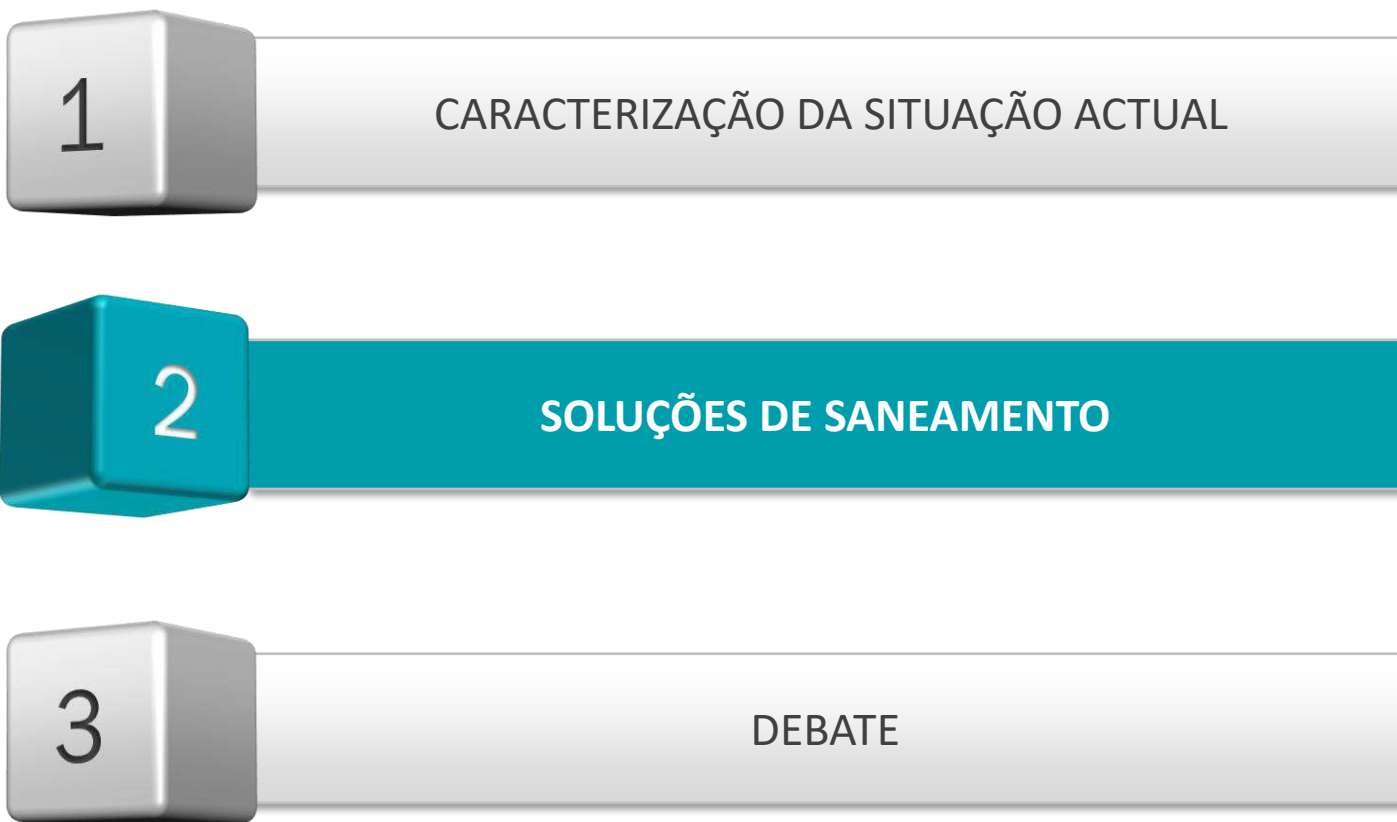 1
CARACTERIZAÇÃO DA SITUAÇÃO ACTUAL
2
SOLUÇÕES DE SANEAMENTO
3
DEBATE